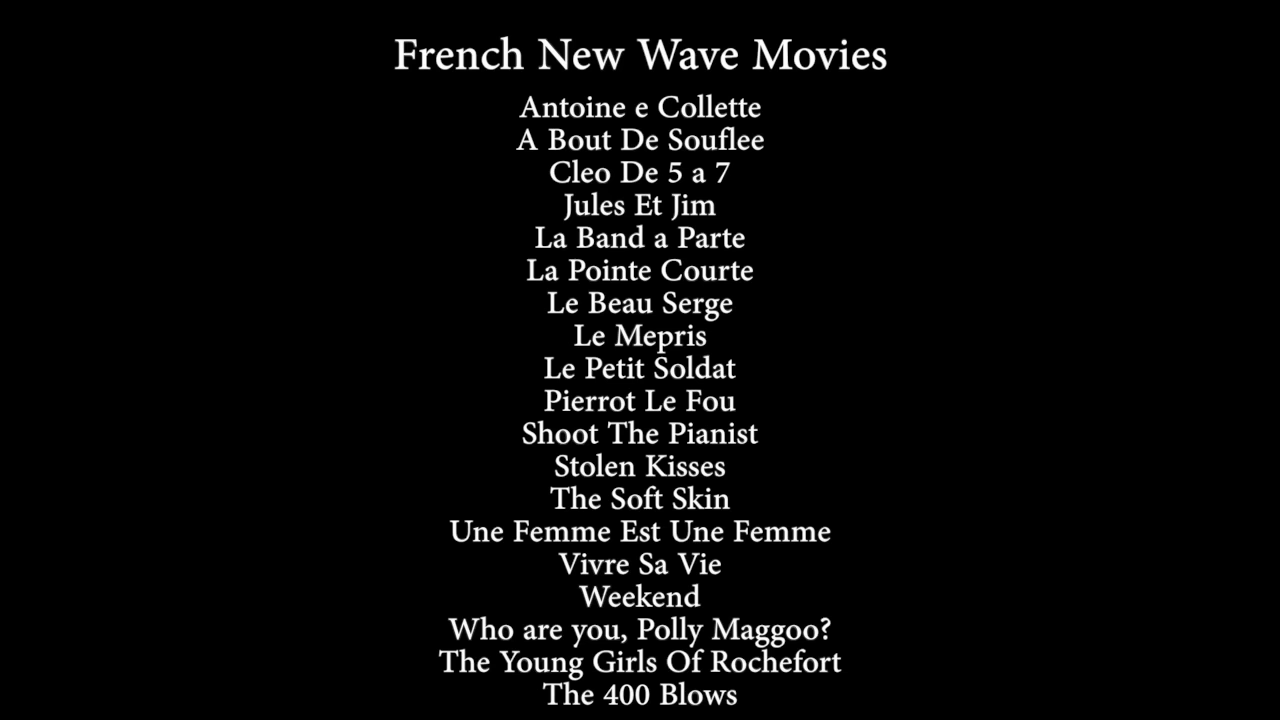 French New Wave Movies
Antoine e Collette
A Bout De Souflee
Cleo De 5 a 7
Jules Et Jim
La Band a Parte
La Pointe Courte
Le Beau Serge
Le Mepris
Le Petit Soldat
Pierrot Le Fou
Shoot The Pianist
Stolen Kisses
The Soft Skin
Une Femme Est Une Femme
Vivre Sa Vie
Weekend
Who are you, Polly Maggoo?
The Young Girls Of Rochefort
The 400 Blows